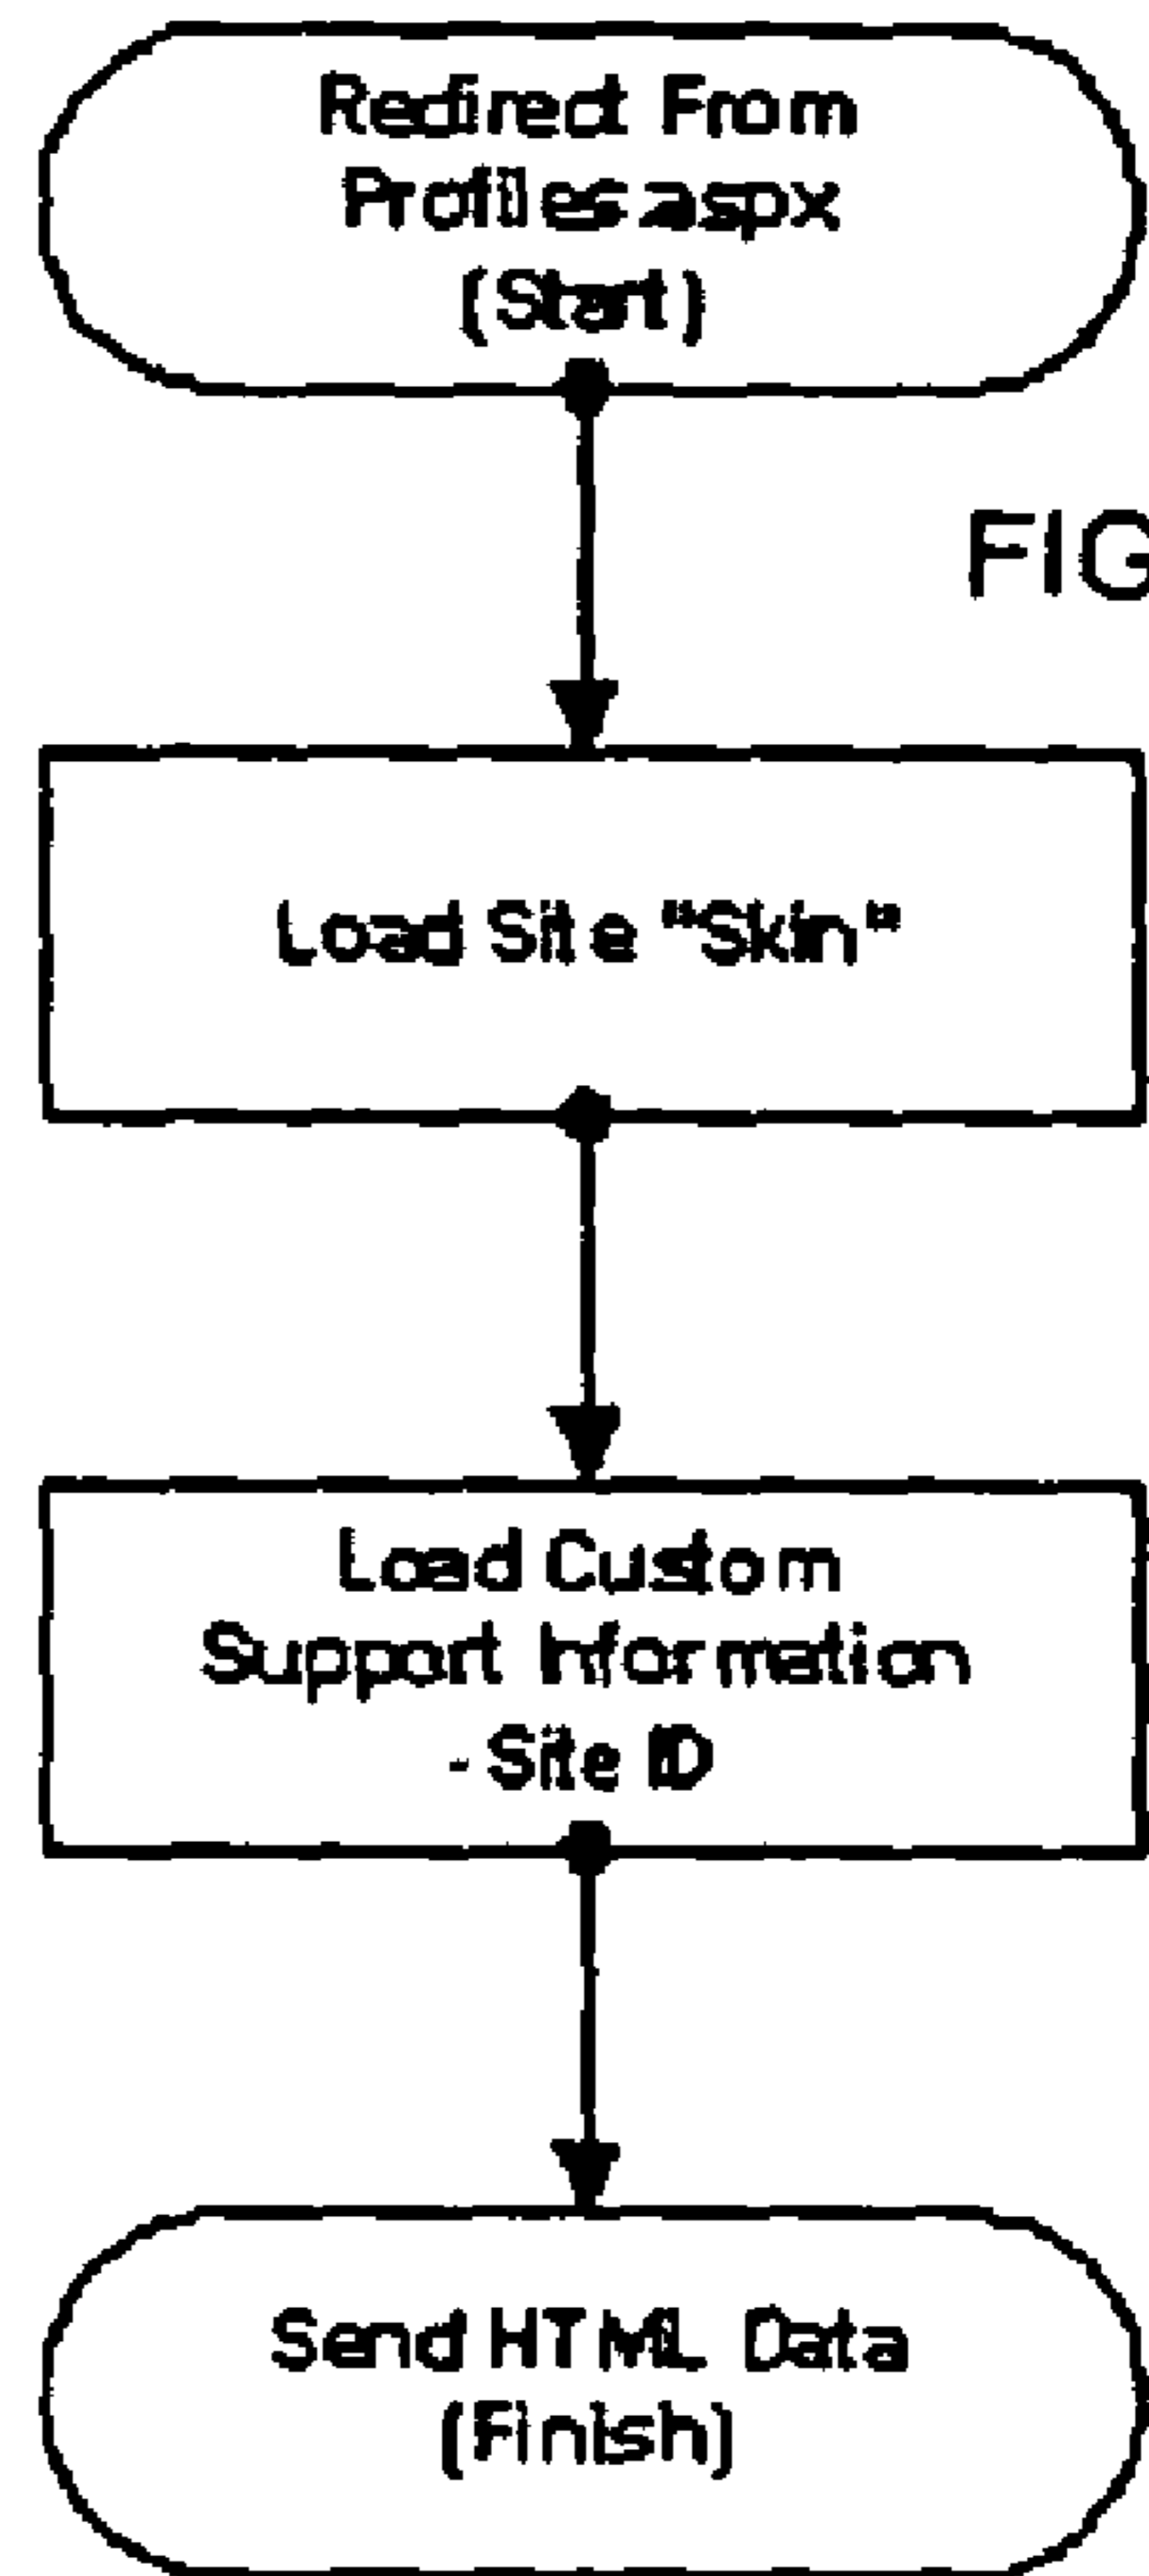 Redirect From
Profiles.aspx
(Start)
FIG
Load Site "Skin"
Load Custom
Support Information
- Site ID
Send HTML Data
(Finish)